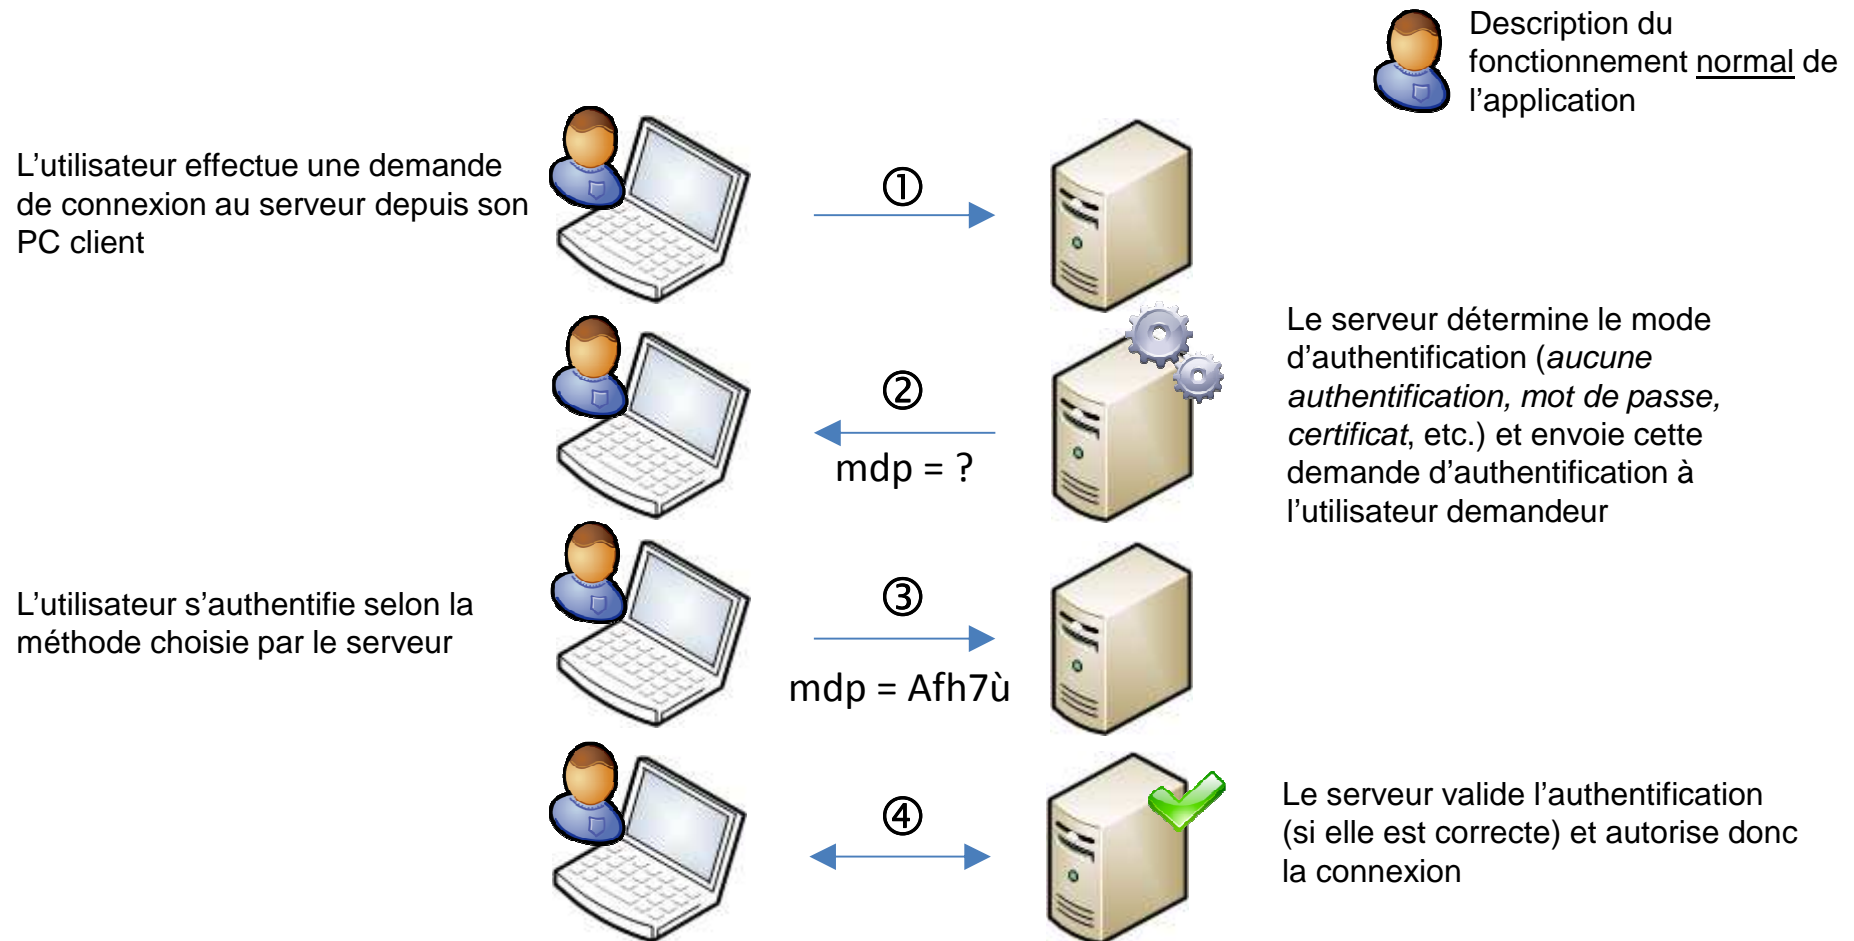 Description du
fonctionnement normal de
l’application
L’utilisateur effectue une demande
de connexion au serveur depuis son
PC client
①
②
mdp = ?
Le serveur détermine le mode
d’authentification (aucune
authentification, mot de passe,
certificat, etc.) et envoie cette
demande d’authentification à
l’utilisateur demandeur
L’utilisateur s’authentifie selon la
méthode choisie par le serveur
③
mdp = Afh7ù
④
Le serveur valide l’authentification
(si elle est correcte) et autorise donc
la connexion